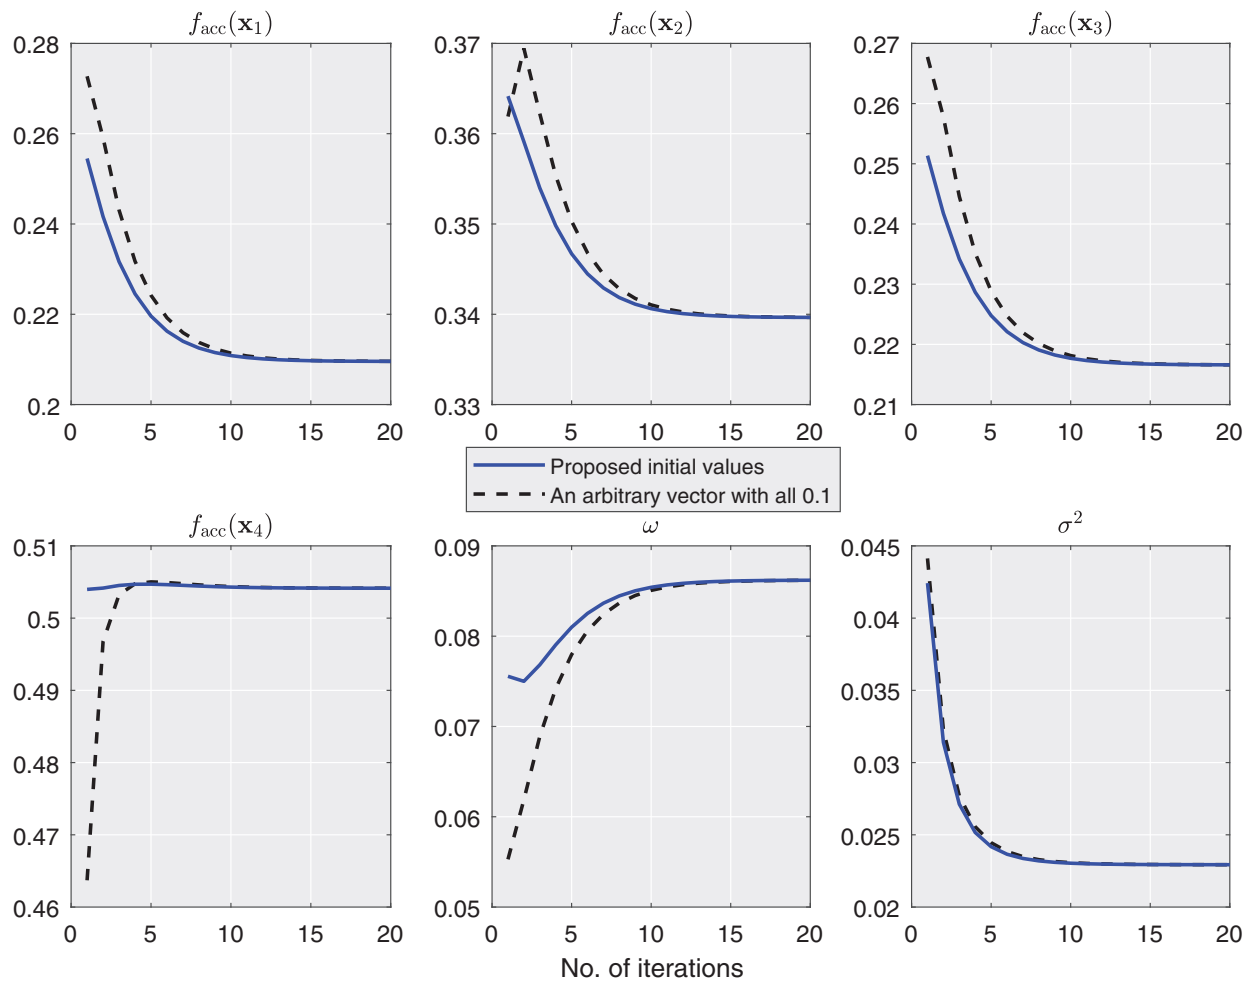 f_acc(x₁)
0.28
0.26
0.24
0.22
0.2
0 5 10 15 20
f_acc(x₂)
0.37
0.36
0.35
0.34
0.33
0 5 10 15 20
f_acc(x₃)
0.27
0.26
0.25
0.24
0.23
0.22
0.21
0 5 10 15 20
Proposed initial values
An arbitrary vector with all 0.1
f_acc(x₄)
0.51
0.5
0.49
0.48
0.47
0.46
0 5 10 15 20
ω
0.09
0.08
0.07
0.06
0.05
0 5 10 15 20
σ²
0.045
0.04
0.035
0.03
0.025
0.02
0 5 10 15 20
No. of iterations